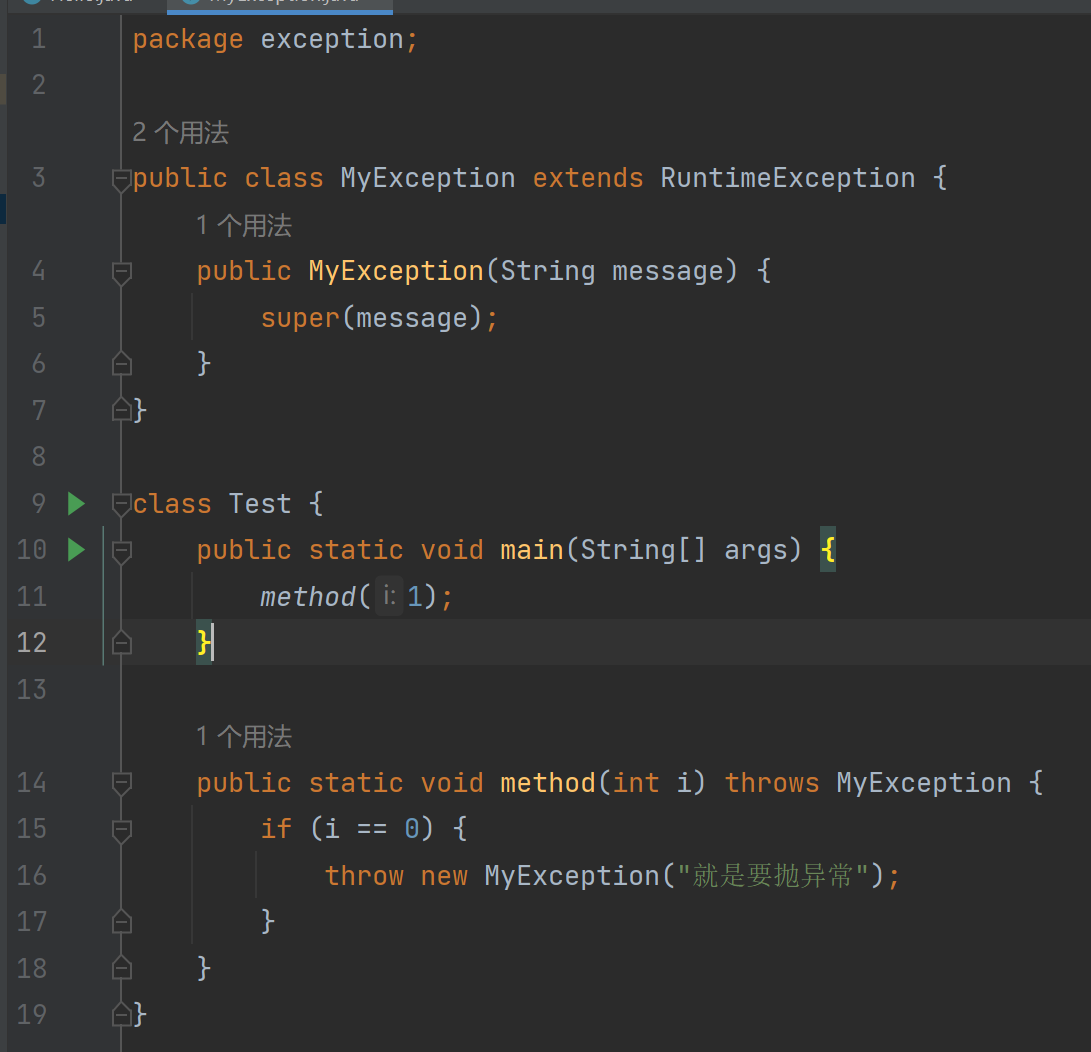 1 package exception;
2
2 个用法
3 public class MyException extends RuntimeException {
1 个用法
4 public MyException(String message) {
5 super(message);
6 }
7 }
8
9 class Test {
10 public static void main(String[] args) {
11 method( i: 1);
12 }
13
1 个用法
14 public static void method(int i) throws MyException {
15 if (i == 0) {
16 throw new MyException("就是要抛异常");
17 }
18 }
19 }